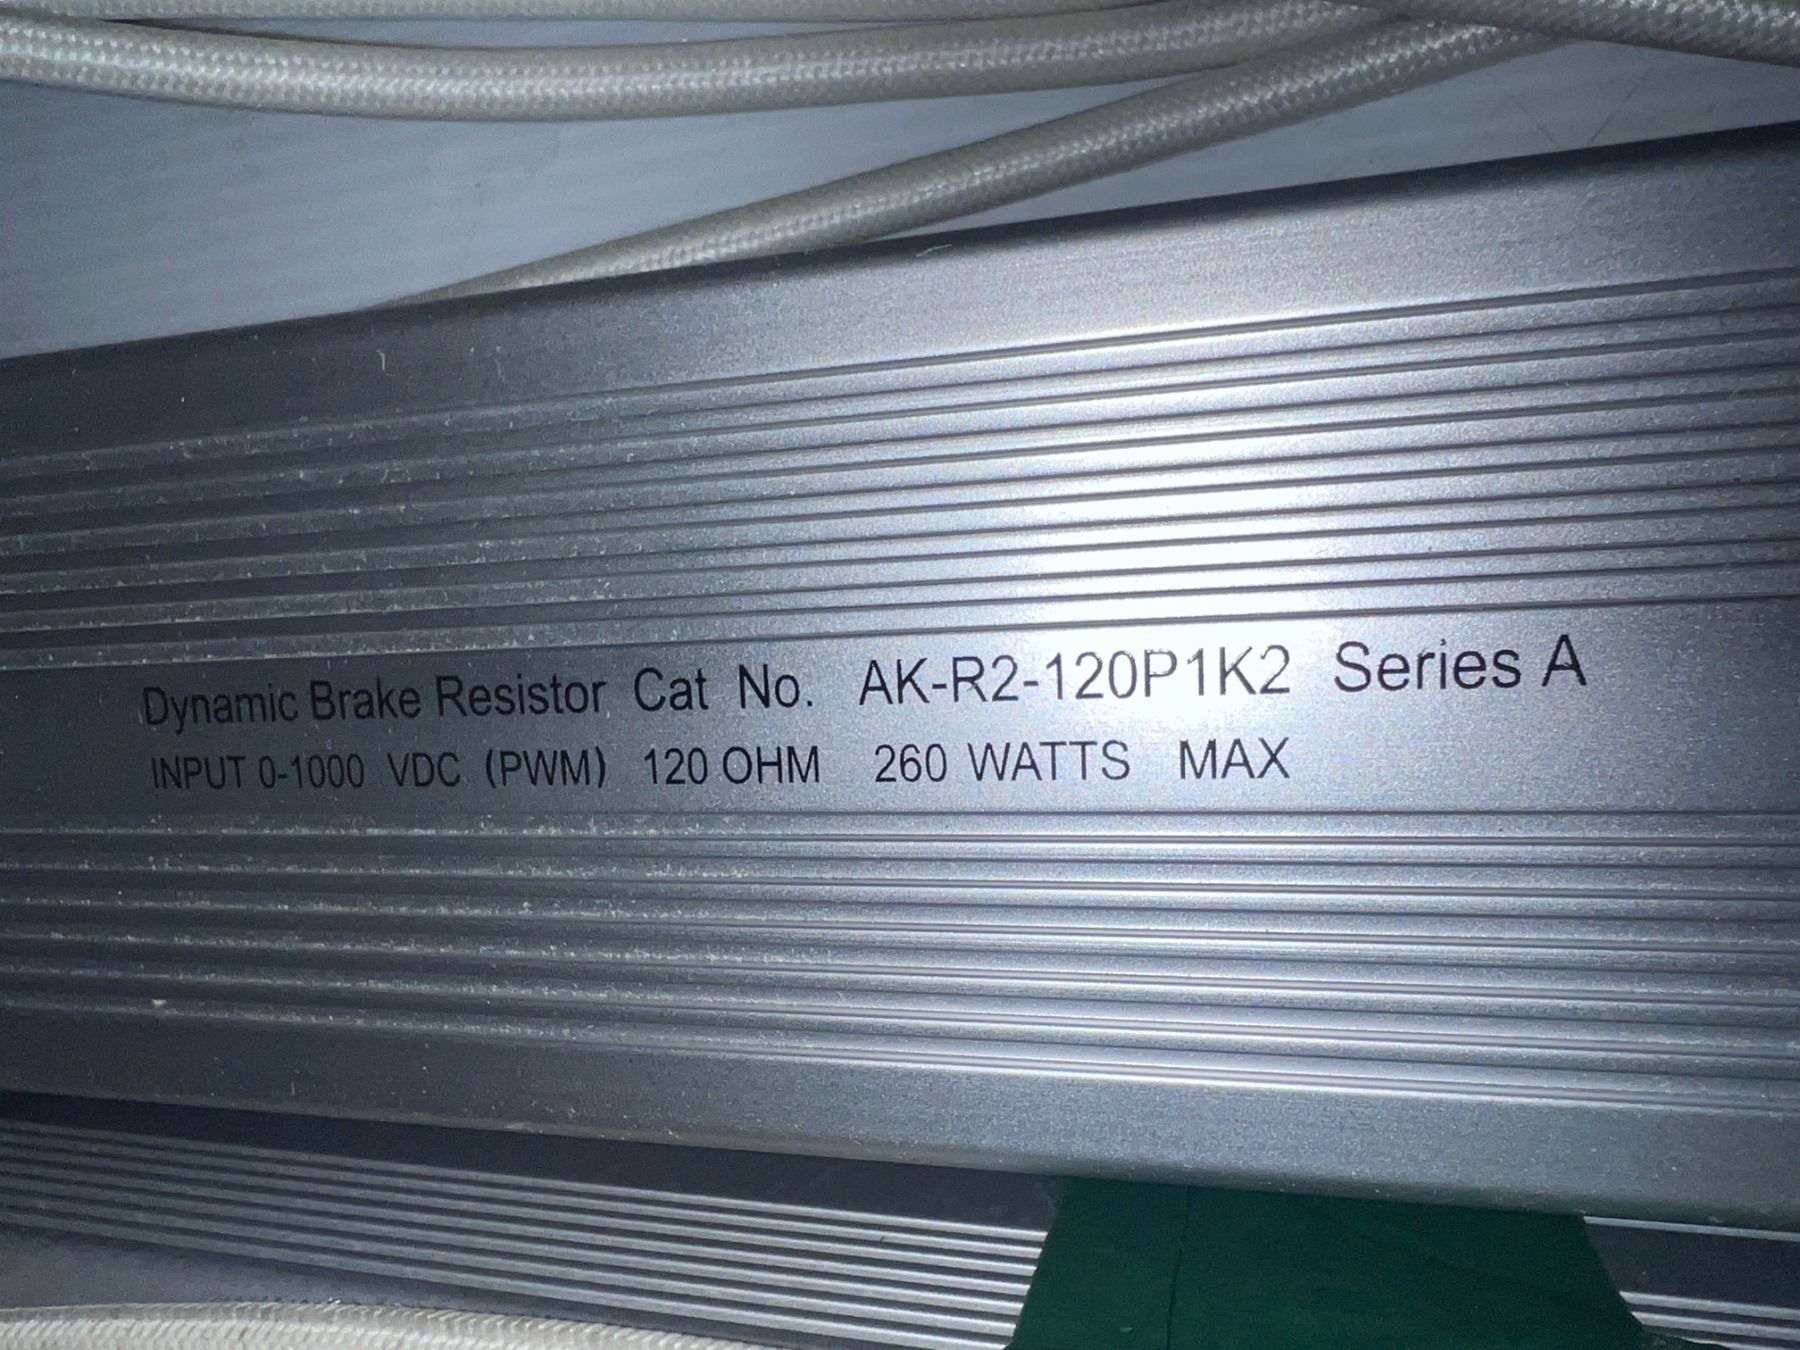 Dynamic Brake Resistor Cat No. AK-R2-120P1K2 Series A
INPUT 0-1000 VDC (PWM) 120 OHM 260 WATTS MAX